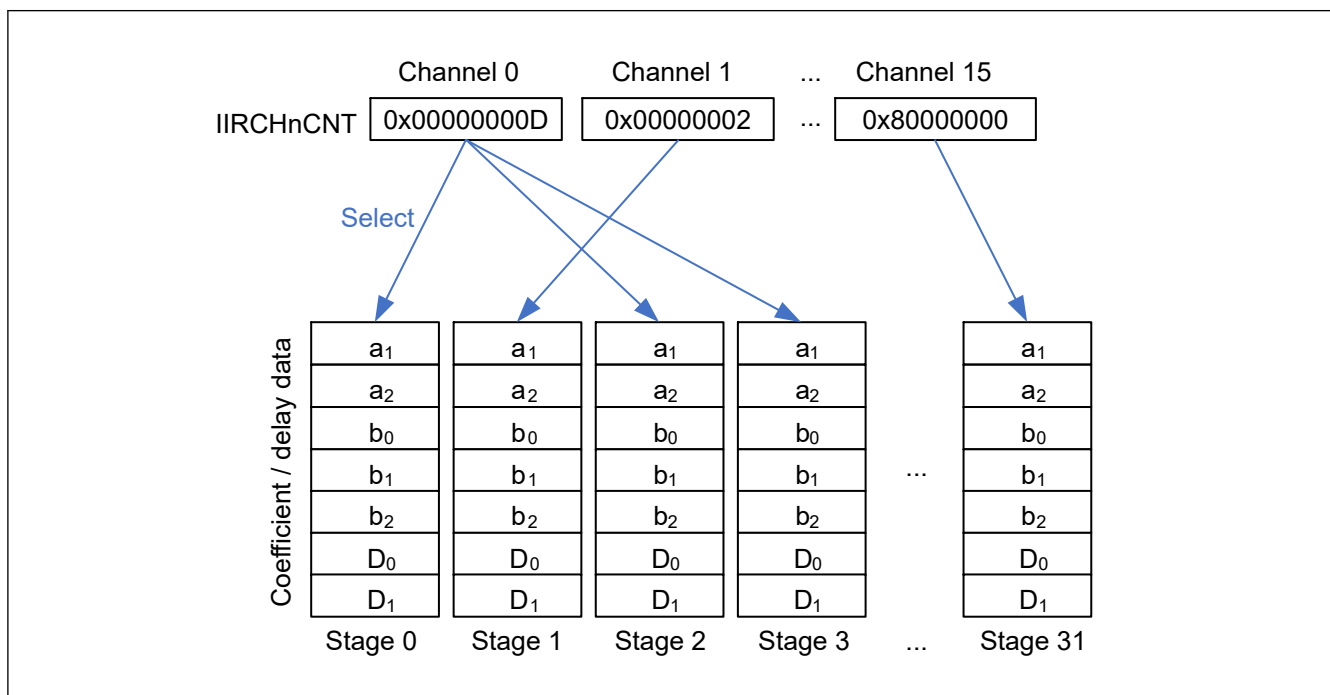 Channel 0 Channel 1 ... Channel 15
IIRCHnCNT 0x00000000D 0x00000002 ... 0x80000000
Select
Coefficient / delay data
a1 a1 a1 a1 a1
a2 a2 a2 a2 a2
b0 b0 b0 b0 b0
b1 b1 b1 b1 ... b1
b2 b2 b2 b2 b2
D0 D0 D0 D0 D0
D1 D1 D1 D1 D1
Stage 0 Stage 1 Stage 2 Stage 3 ... Stage 31